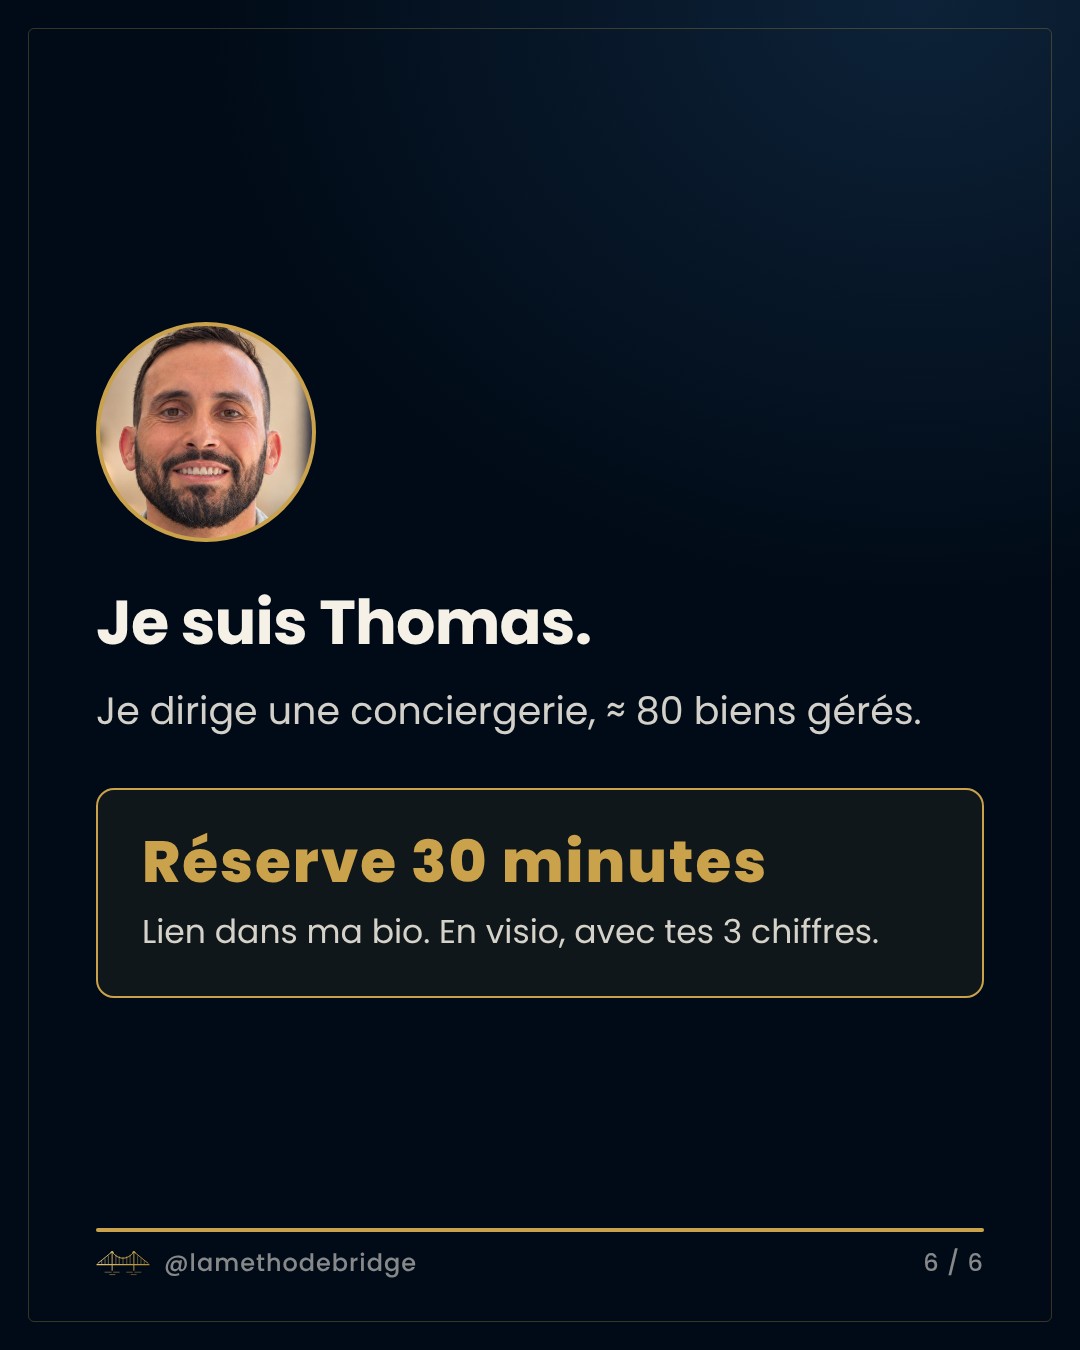 Je suis Thomas.
Je dirige une conciergerie, ≈ 80 biens gérés.
Réserve 30 minutes
Lien dans ma bio. En visio, avec tes 3 chiffres.
@lamethodebridge
6 / 6